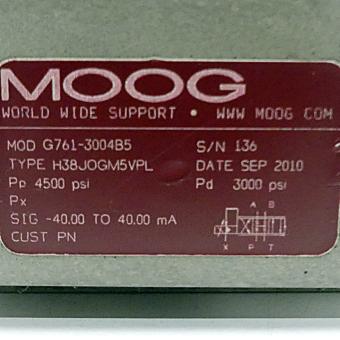 MOOG
WORLD WIDE SUPPORT • WWW MOOG COM
MOD G761-3004B5 S/N 136
TYPE H38JOGM5VPL DATE SEP 2010
Pp 4500 psi Pd 3000 psi
Px
SIG -40.00 TO 40.00 mA
CUST PN
A B
X P T